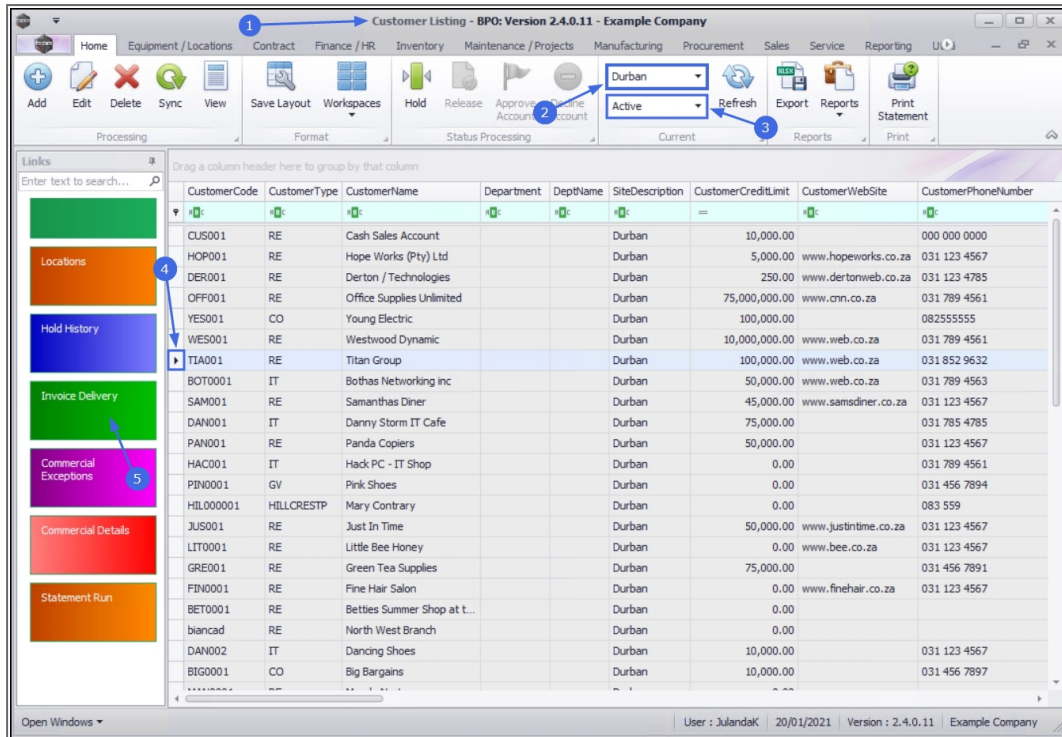 Customer Listing - BPO: Version 2.4.0.11 - Example Company
1
Home Equipment / Locations Contract Finance / HR Inventory Maintenance / Projects Manufacturing Procurement Sales Service Reporting
Add Edit Delete Sync View Save Layout Workspaces Hold Release Approve Account Decline Account Durban Active Refresh Export Reports Print Statement
2
3
Processing Format Status Processing Current Reports Print
Links
Enter text to search...
Drag a column header here to group by that column
CustomerCode CustomerType CustomerName Department DeptName SiteDescription CustomerCreditLimit CustomerWebSite CustomerPhoneNumber
CUS001 RE Cash Sales Account Durban 10,000.00 000 000 0000
HOP001 RE Hope Works (Pty) Ltd Durban 5,000.00 www.hopeworks.co.za 031 123 4567
DER001 RE Derton / Technologies Durban 250.00 www.dertonweb.co.za 031 123 4785
OFF001 RE Office Supplies Unlimited Durban 75,000,000.00 www.cnn.co.za 031 789 4561
YES001 CO Young Electric Durban 100,000.00 082555555
WES001 RE Westwood Dynamic Durban 10,000,000.00 www.web.co.za 031 789 4561
TIA001 RE Titan Group Durban 100,000.00 www.web.co.za 031 852 9632
BOT0001 IT Bothas Networking inc Durban 50,000.00 www.web.co.za 031 789 4563
SAM001 RE Samanthas Diner Durban 45,000.00 www.samsdiner.co.za 031 123 4567
DAN001 IT Danny Storm IT Cafe Durban 75,000.00 031 785 4785
PAN001 RE Panda Copiers Durban 50,000.00 031 123 4567
HAC001 IT Hack PC - IT Shop Durban 0.00 031 789 4561
PIN0001 GV Pink Shoes Durban 0.00 031 456 7894
HIL000001 HILLCRESTP Mary Contrary Durban 0.00 083 559
JUS001 RE Just In Time Durban 50,000.00 www.justintime.co.za 031 123 4567
LIT0001 RE Little Bee Honey Durban 0.00 www.bee.co.za 031 123 4567
GRE001 RE Green Tea Supplies Durban 75,000.00 031 456 7891
FIN0001 RE Fine Hair Salon Durban 0.00 www.finehair.co.za 031 123 4567
BET0001 RE Betties Summer Shop at t... Durban 0.00
biancad RE North West Branch Durban 0.00
DAN002 IT Dancing Shoes Durban 10,000.00 031 123 4567
BIG0001 CO Big Bargains Durban 10,000.00 031 456 7897
Locations
4
Hold History
Invoice Delivery
5
Commercial
Exceptions
Commercial Details
Statement Run
Open Windows User : JulandaK 20/01/2021 Version : 2.4.0.11 Example Company